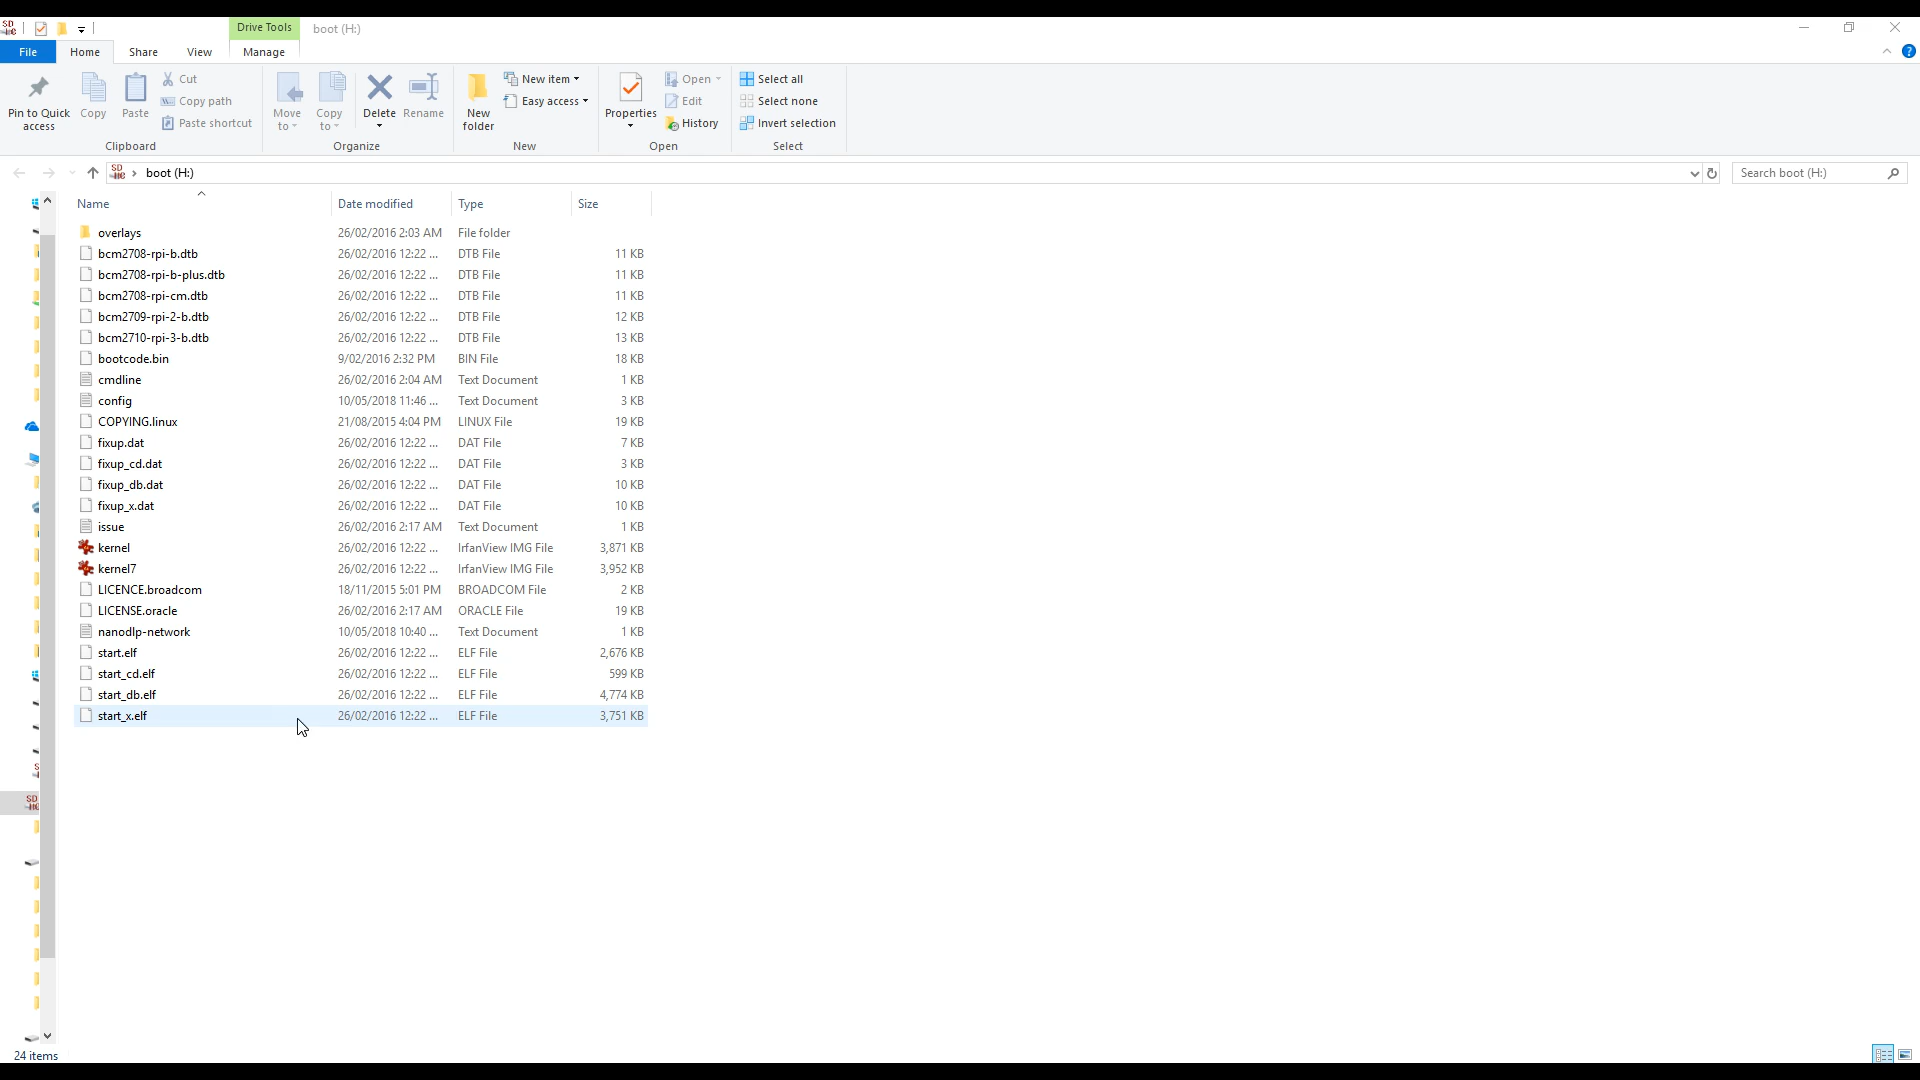 Drive Tools boot (H:)
File Home Share View Manage
Pin to Quick access Copy Paste Cut Copy path Paste shortcut
Move to Copy to Delete Rename
New folder New item Easy access
Properties Open Edit History
Select all Select none Invert selection
Clipboard Organize New Open Select
boot (H:) Search boot (H:)
Name Date modified Type Size
overlays 26/02/2016 2:03 AM File folder
bcm2708-rpi-b.dtb 26/02/2016 12:22 ... DTB File 11 KB
bcm2708-rpi-b-plus.dtb 26/02/2016 12:22 ... DTB File 11 KB
bcm2708-rpi-cm.dtb 26/02/2016 12:22 ... DTB File 11 KB
bcm2709-rpi-2-b.dtb 26/02/2016 12:22 ... DTB File 12 KB
bcm2710-rpi-3-b.dtb 26/02/2016 12:22 ... DTB File 13 KB
bootcode.bin 9/02/2016 2:32 PM BIN File 18 KB
cmdline 26/02/2016 2:04 AM Text Document 1 KB
config 10/05/2018 11:46 ... Text Document 3 KB
COPYING.linux 21/08/2015 4:04 PM LINUX File 19 KB
fixup.dat 26/02/2016 12:22 ... DAT File 7 KB
fixup_cd.dat 26/02/2016 12:22 ... DAT File 3 KB
fixup_db.dat 26/02/2016 12:22 ... DAT File 10 KB
fixup_x.dat 26/02/2016 12:22 ... DAT File 10 KB
issue 26/02/2016 2:17 AM Text Document 1 KB
kernel 26/02/2016 12:22 ... IrfanView IMG File 3,871 KB
kernel7 26/02/2016 12:22 ... IrfanView IMG File 3,952 KB
LICENCE.broadcom 18/11/2015 5:01 PM BROADCOM File 2 KB
LICENSE.oracle 26/02/2016 2:17 AM ORACLE File 19 KB
nanodlp-network 10/05/2018 10:40 ... Text Document 1 KB
start.elf 26/02/2016 12:22 ... ELF File 2,676 KB
start_cd.elf 26/02/2016 12:22 ... ELF File 599 KB
start_db.elf 26/02/2016 12:22 ... ELF File 4,774 KB
start_x.elf 26/02/2016 12:22 ... ELF File 3,751 KB
24 items